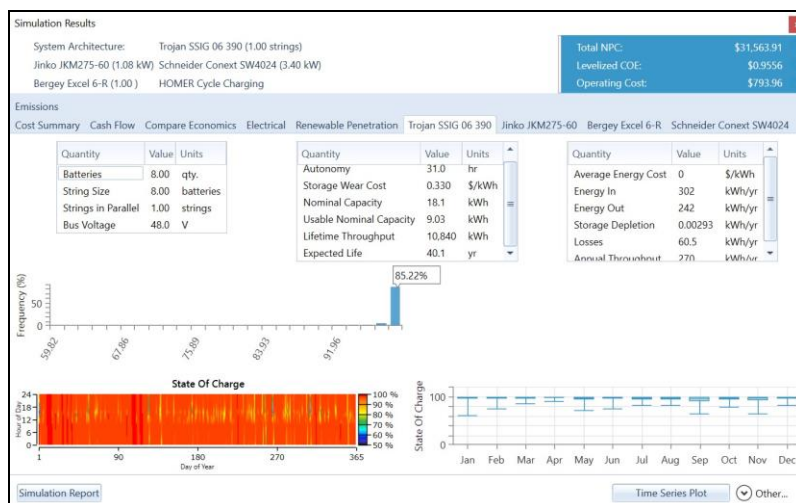 Simulation Results
System Architecture: Trojan SSIG 06 390 (1.00 strings)
Jinko JKM275-60 (1.08 kW) Schneider Conext SW4024 (3.40 kW)
Bergey Excel 6-R (1.00 ) HOMER Cycle Charging
Total NPC: $31,563.91
Levelized COE: $0.9556
Operating Cost: $793.96
Emissions
Cost Summary Cash Flow Compare Economics Electrical Renewable Penetration Trojan SSIG 06 390 Jinko JKM275-60 Bergey Excel 6-R Schneider Conext SW4024
Quantity Value Units
Batteries 8.00 qty.
String Size 8.00 batteries
Strings in Parallel 1.00 strings
Bus Voltage 48.0 V
Quantity Value Units
Autonomy 31.0 hr
Storage Wear Cost 0.330 $/kWh
Nominal Capacity 18.1 kWh
Usable Nominal Capacity 9.03 kWh
Lifetime Throughput 10,840 kWh
Expected Life 40.1 yr
Quantity Value Units
Average Energy Cost 0 $/kWh
Energy In 302 kWh/yr
Energy Out 242 kWh/yr
Storage Depletion 0.00293 kWh/yr
Losses 60.5 kWh/yr
Annual Throughput 270 kWh/yr
85.22%
Frequency (%)
50
0
59.82 67.86 75.89 83.93 91.96
State Of Charge
Hour of Day
24
18
12
6
0
1 90 180 270 365
Day of Year
100 %
90 %
80 %
70 %
60 %
50 %
State Of Charge
100
0
Jan Feb Mar Apr May Jun Jul Aug Sep Oct Nov Dec
Simulation Report
Time Series Plot
Other...